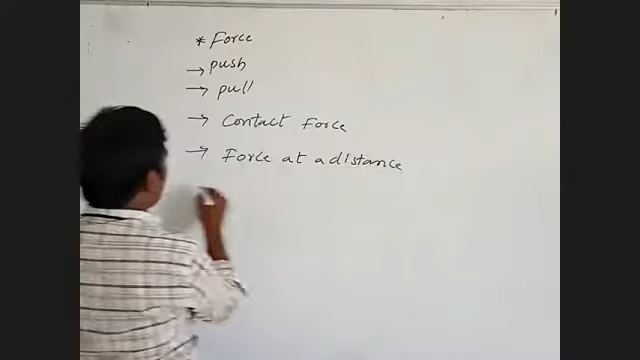 * Force
→ push
→ pull
→ Contact Force
→ Force at a distance